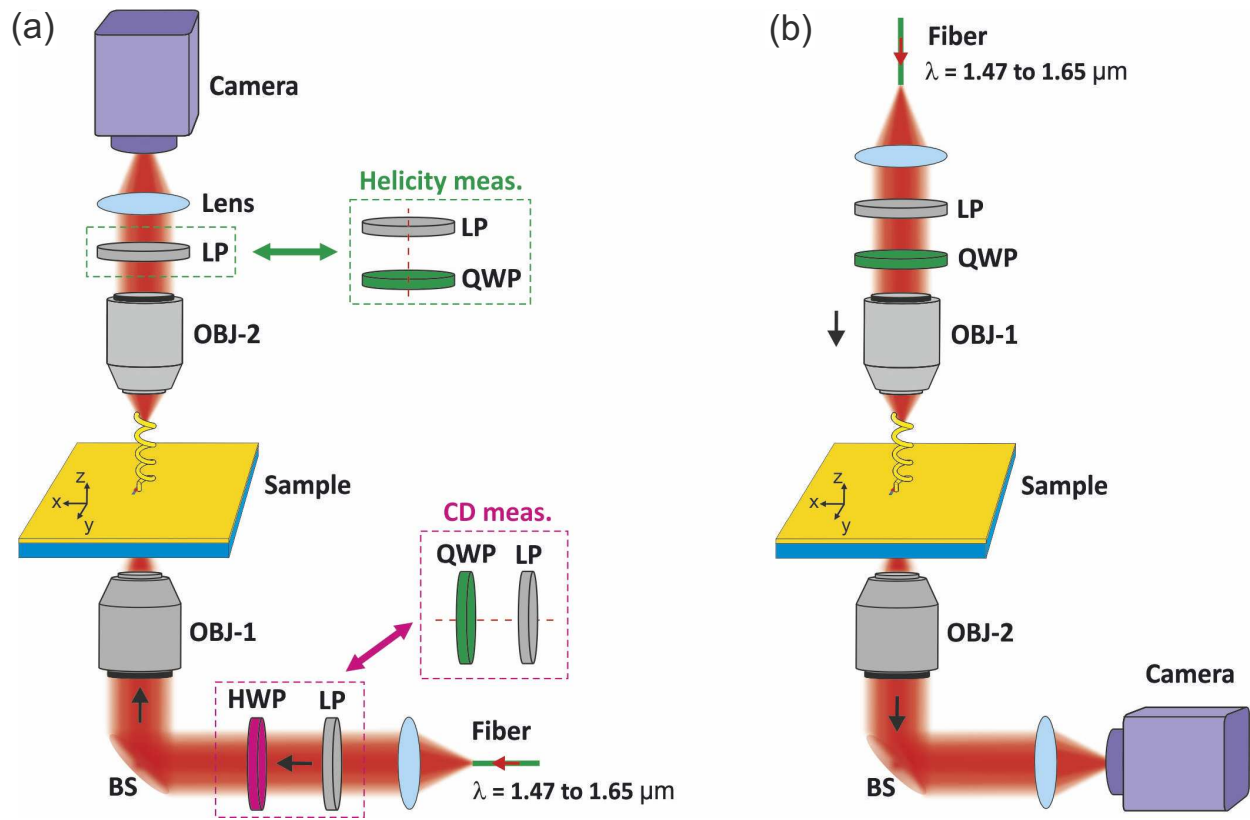 (a)
Camera
Lens
LP
Helicity meas.
LP
QWP
OBJ-2
Sample
z
x
y
CD meas.
QWP LP
OBJ-1
HWP LP
Fiber
λ = 1.47 to 1.65 μm
BS
(b)
Fiber
λ = 1.47 to 1.65 μm
LP
QWP
OBJ-1
Sample
z
x
y
OBJ-2
Camera
BS